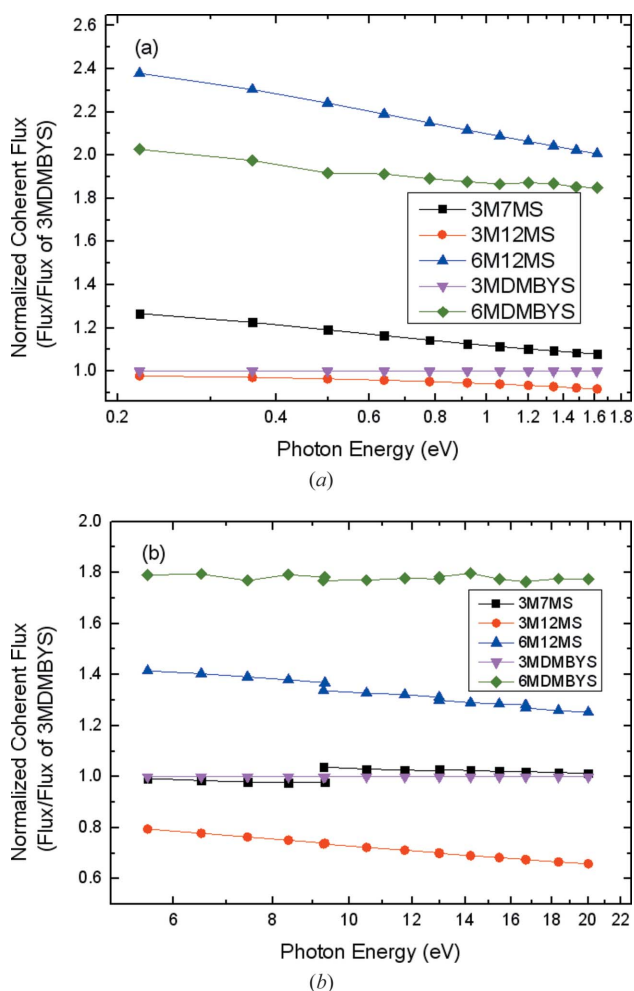 (a)
Normalized Coherent Flux
(Flux/Flux of 3MDMBYS)
2.6
2.4
2.2
2.0
1.8
1.6
1.4
1.2
1.0
3M7MS
3M12MS
6M12MS
3MDMBYS
6MDMBYS
0.2 0.4 0.6 0.8 1 1.2 1.4 1.6 1.8
Photon Energy (eV)
(a)
(b)
Normalized Coherent Flux
(Flux/Flux of 3MDMBYS)
2.0
1.8
1.6
1.4
1.2
1.0
0.8
0.6
3M7MS
3M12MS
6M12MS
3MDMBYS
6MDMBYS
6 8 10 12 14 16 18 20 22
Photon Energy (eV)
(b)